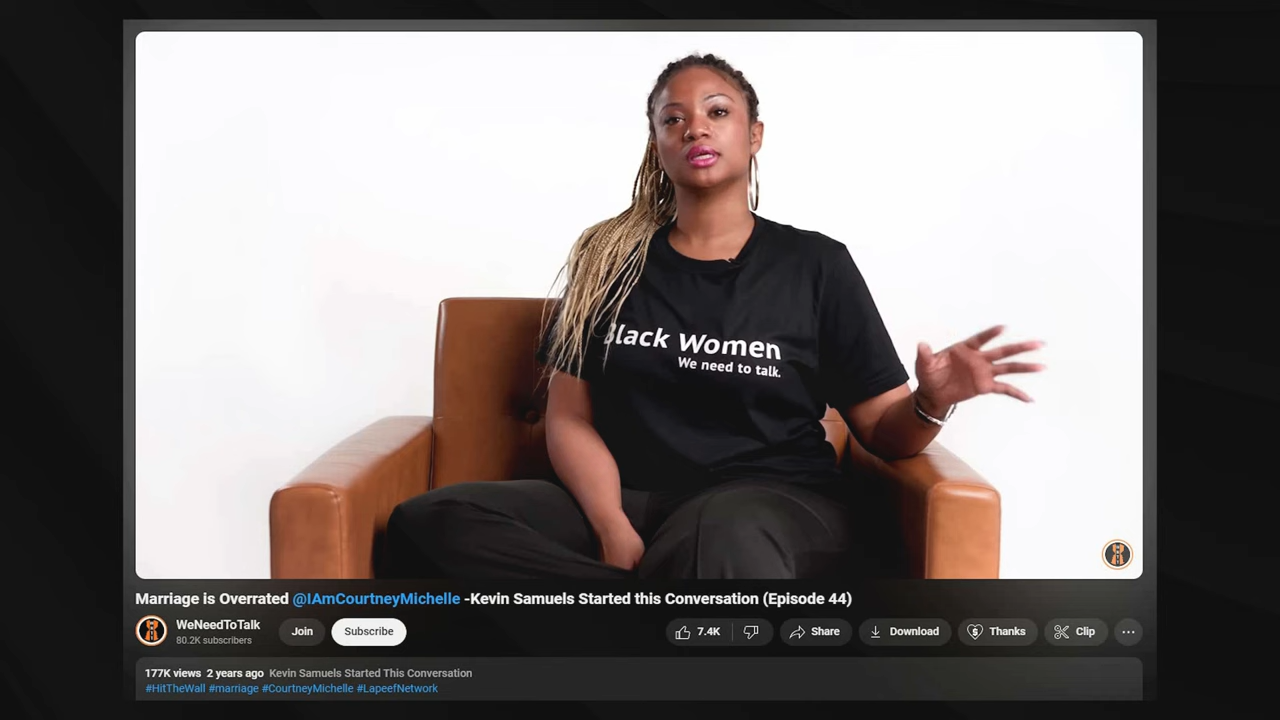 Black Women
We need to talk.
Marriage is Overrated @IAmCourtneyMichelle -Kevin Samuels Started this Conversation (Episode 44)
WeNeedToTalk
80.2K subscribers
Join
Subscribe
7.4K
Share
Download
Thanks
Clip
177K views 2 years ago Kevin Samuels Started This Conversation
#HitTheWall #marriage #CourtneyMichelle #LapeefNetwork